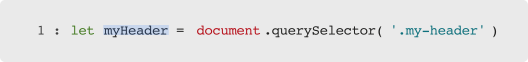 1 : let myHeader = document .querySelector( '.my-header' )